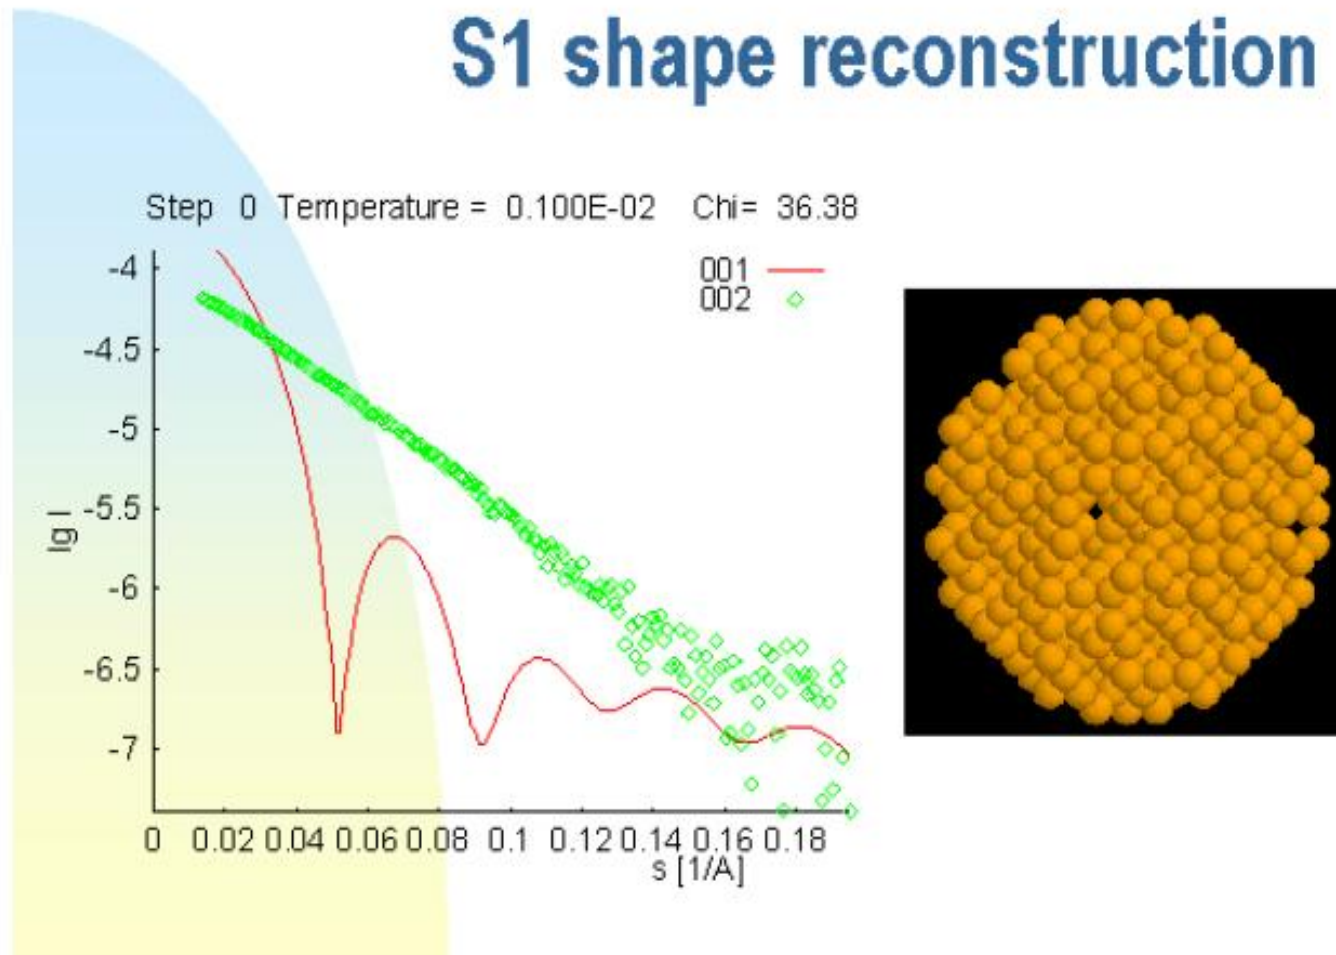 S1 shape reconstruction
Step 0 Temperature = 0.100E-02 Chi= 36.38
001
002
-4
-4.5
-5
-5.5
-6
-6.5
-7
lg I
0 0.02 0.04 0.06 0.08 0.1 0.12 0.14 0.16 0.18
s [1/A]